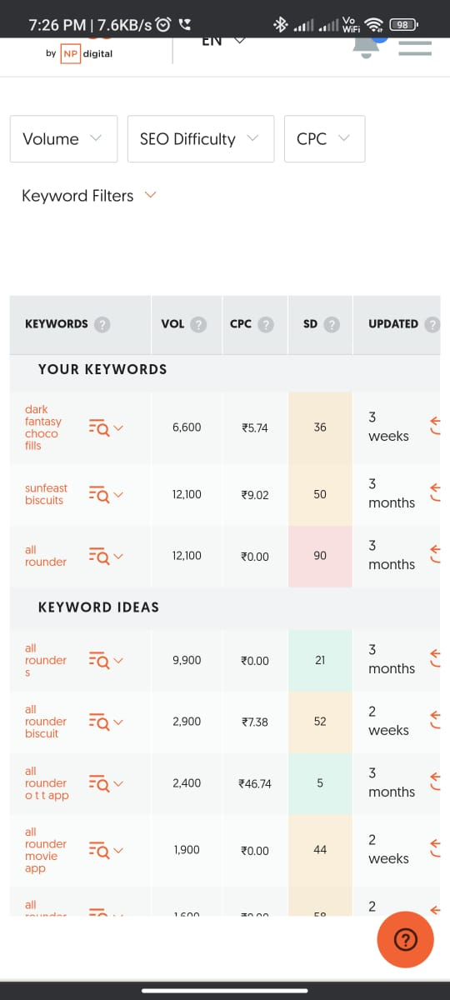 7:26 PM | 7.6KB/s
Vo WiFi
98
EN
by NP digital
Volume
SEO Difficulty
CPC
Keyword Filters
KEYWORDS ? VOL ? CPC ? SD ? UPDATED ?
YOUR KEYWORDS
dark
fantasy
choco
fills
6,600 ₹5.74 36
3
weeks
sunfeast
biscuits
12,100 ₹9.02 50
3
months
all
rounder
12,100 ₹0.00 90
3
months
KEYWORD IDEAS
all
rounder
s
9,900 ₹0.00 21
3
months
all
rounder
biscuit
2,900 ₹7.38 52
2
weeks
all
rounder
o t t app
2,400 ₹46.74 5
3
months
all
rounder
movie
app
1,900 ₹0.00 44
2
weeks
all
2
?